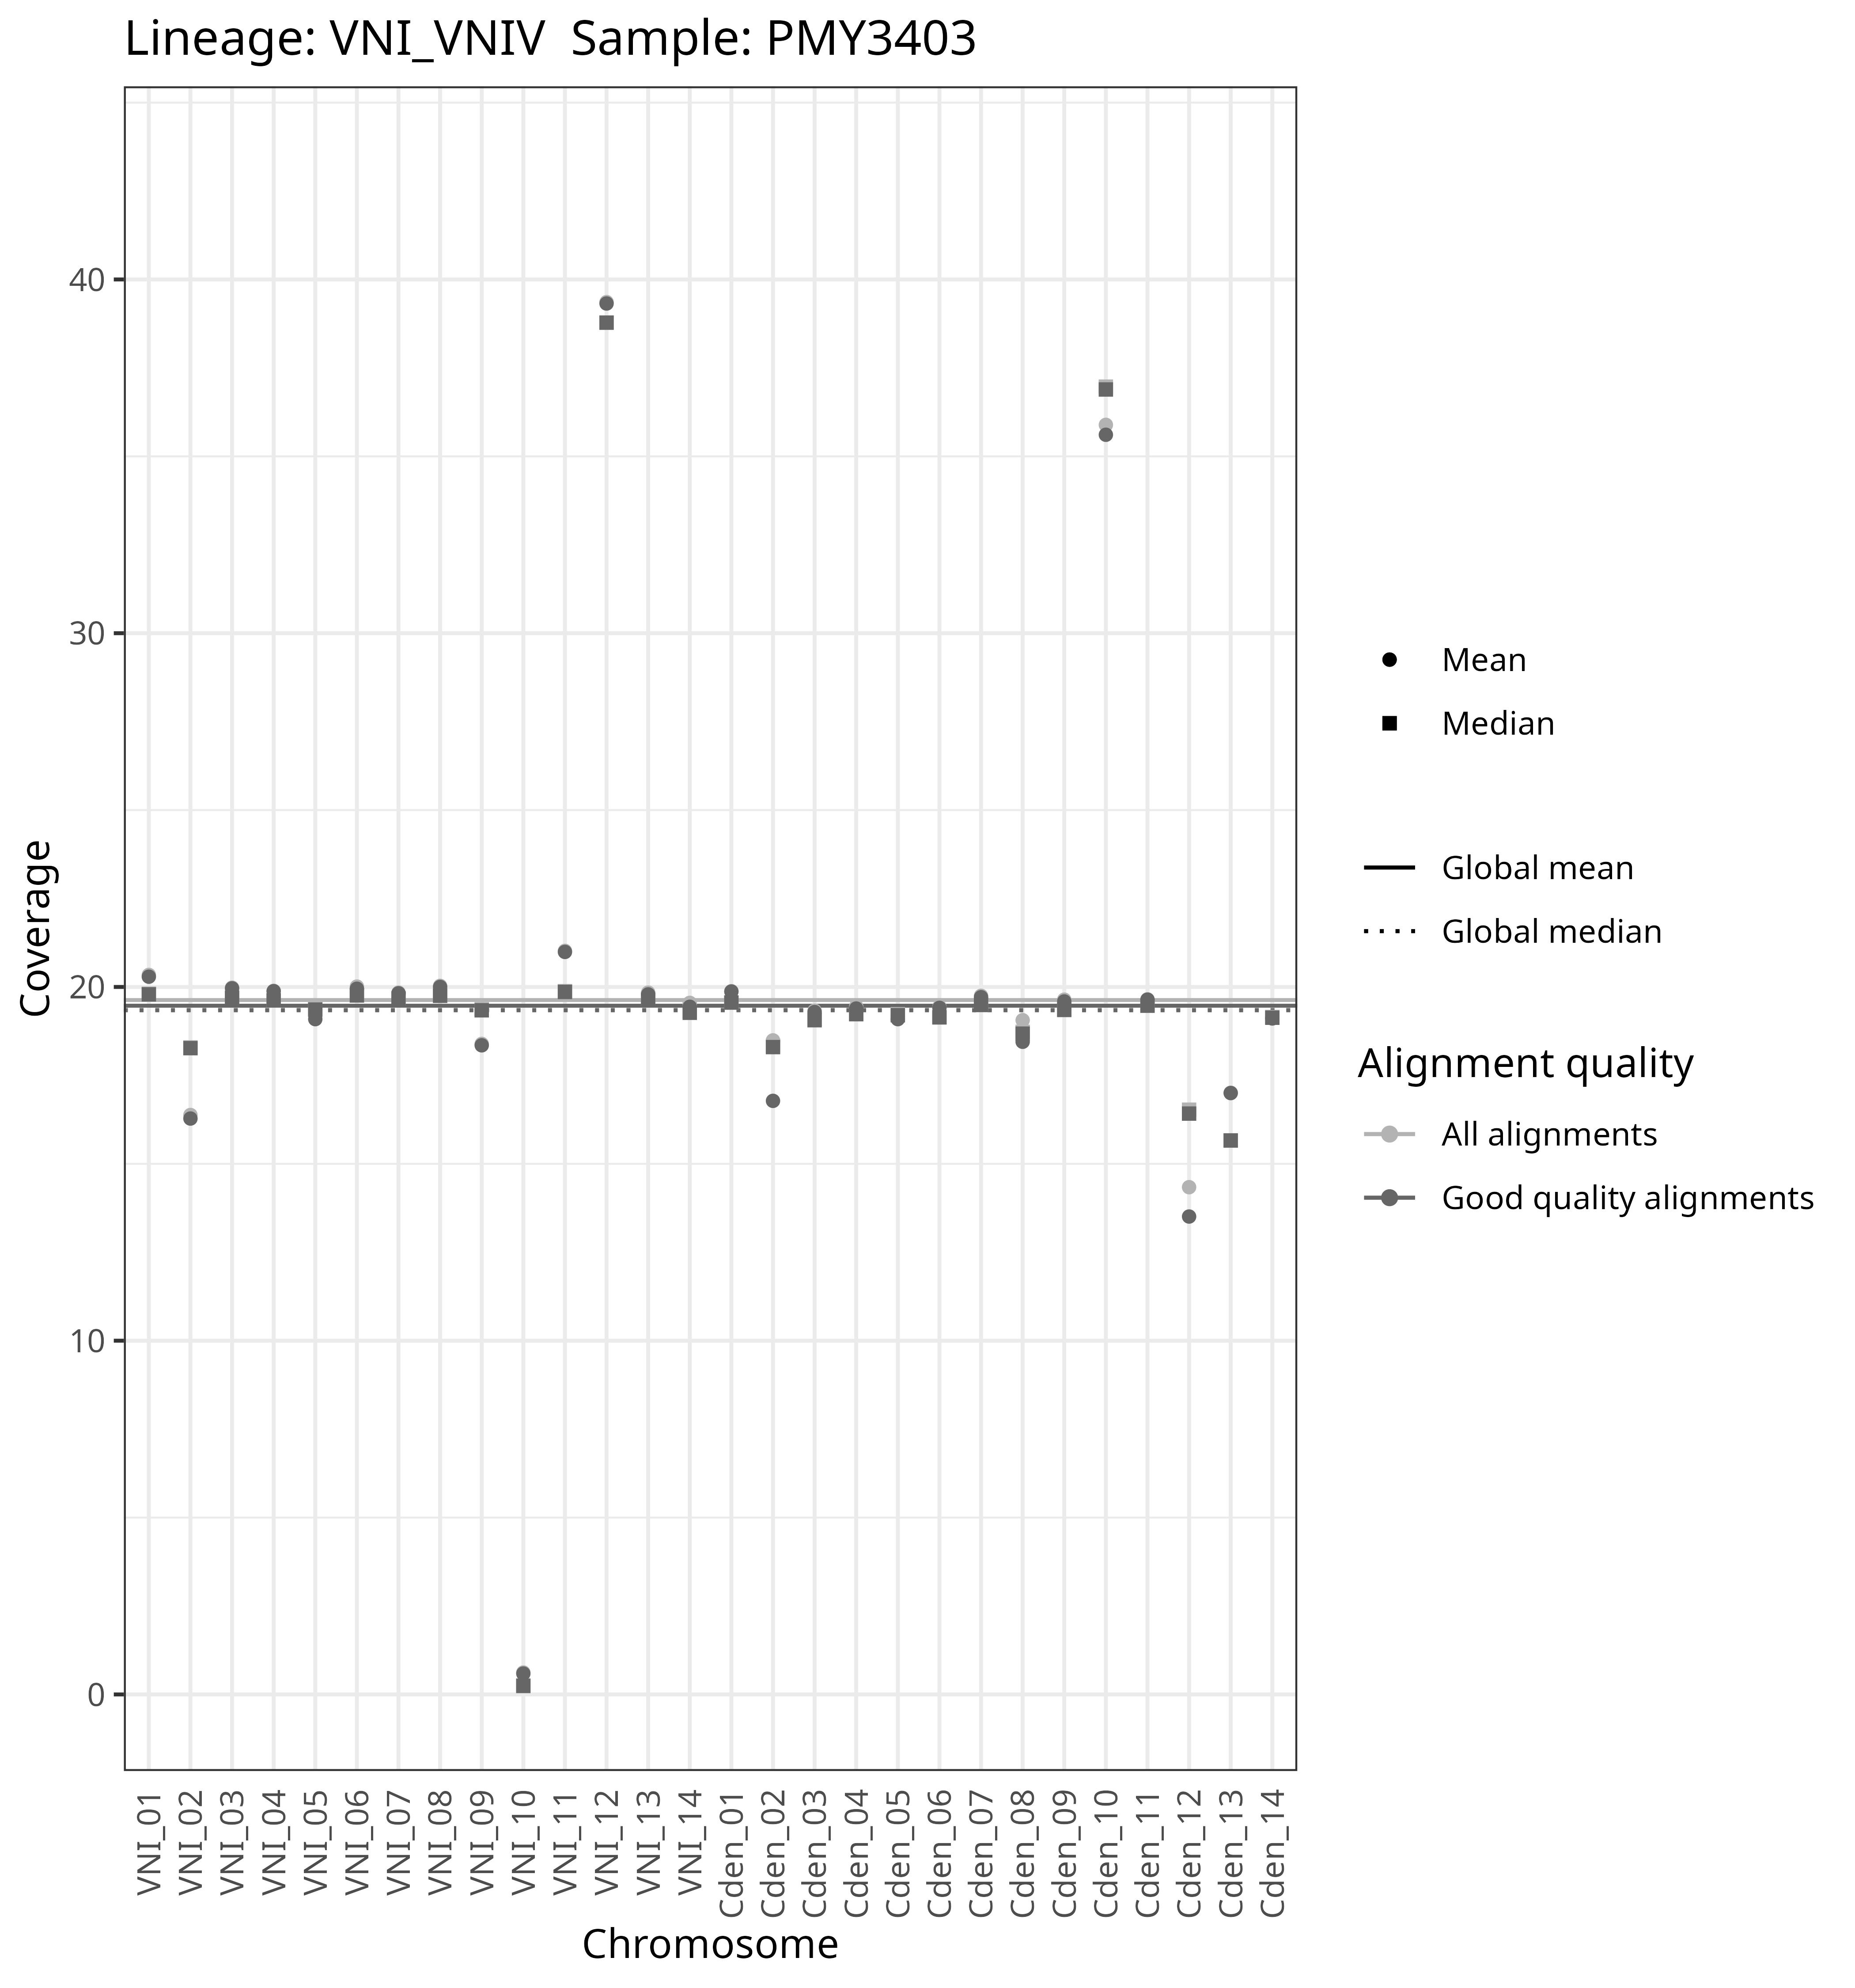 Lineage: VNI_VNIV  Sample: PMY3403
Coverage
40
30
20
10
0
VNI_01
VNI_02
VNI_03
VNI_04
VNI_05
VNI_06
VNI_07
VNI_08
VNI_09
VNI_10
VNI_11
VNI_12
VNI_13
VNI_14
Cden_01
Cden_02
Cden_03
Cden_04
Cden_05
Cden_06
Cden_07
Cden_08
Cden_09
Cden_10
Cden_11
Cden_12
Cden_13
Cden_14
Chromosome
Mean
Median
Global mean
Global median
Alignment quality
All alignments
Good quality alignments